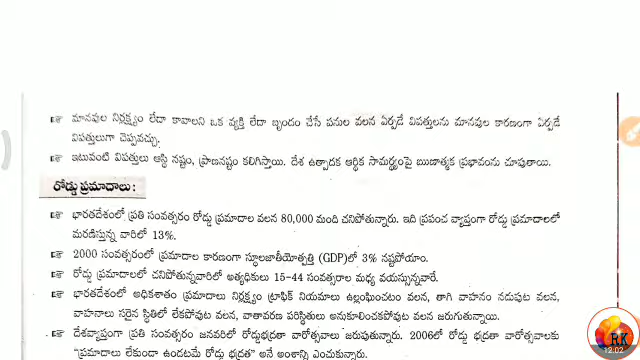 ☞ మానవుల నిర్లక్ష్యం లేదా కావాలని ఒక వ్యక్తి లేదా బృందం చేసే పనుల వలన ఏర్పడే విపత్తులను మానవుల కారణంగా ఏర్పడే
విపత్తులుగా చెప్పవచ్చు.
☞ ఇటువంటి విపత్తులు ఆస్తి నష్టం, ప్రాణనష్టం కలిగిస్తాయి. దేశ ఉత్పాదక ఆర్థిక సామర్థ్యంపై ఋణాత్మక ప్రభావంను చూపుతాయి.
రోడ్డు ప్రమాదాలు :
☞ భారతదేశంలో ప్రతి సంవత్సరం రోడ్డు ప్రమాదాల వలన 80,000 మంది చనిపోతున్నారు. ఇది ప్రపంచ వ్యాప్తంగా రోడ్డు ప్రమాదాలలో
మరణిస్తున్న వారిలో 13%.
☞ 2000 సంవత్సరంలో ప్రమాదాల కారణంగా స్థూలజాతీయోత్పత్తి (GDP)లో 3% నష్టపోయాం.
☞ రోడ్డు ప్రమాదాలలో చనిపోతున్నవారిలో అత్యధికులు 15-44 సంవత్సరాల మధ్య వయస్సున్నవారే.
☞ భారతదేశంలో అధికశాతం ప్రమాదాలు నిర్లక్ష్యం ట్రాఫిక్ నియమాలు ఉల్లంఘించటం వలన, తాగి వాహనం నడుపుట వలన,
వాహనాలు సరైన స్థితిలో లేకపోవుట వలన, వాతావరణ పరిస్థితులు అనుకూలించకపోవుట వలన జరుగుతున్నాయి.
☞ దేశవ్యాప్తంగా ప్రతి సంవత్సరం జనవరిలో రోడ్డుభద్రతా వారోత్సవాలు జరుపుతున్నారు. 2006లో రోడ్డు భద్రతా వారోత్సవాలకు
"ప్రమాదాలు లేకుండా ఉండటమే రోడ్డు భద్రత" అనే అంశాన్ని ఎంచుకున్నారు.
RK
12:02